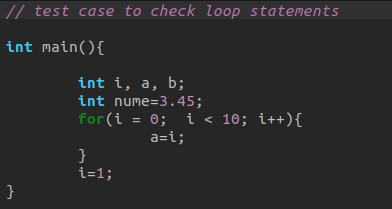 // test case to check loop statements
int main(){
int i, a, b;
int nume=3.45;
for(i = 0;  i < 10; i++){
a=i;
}
i=1;
}